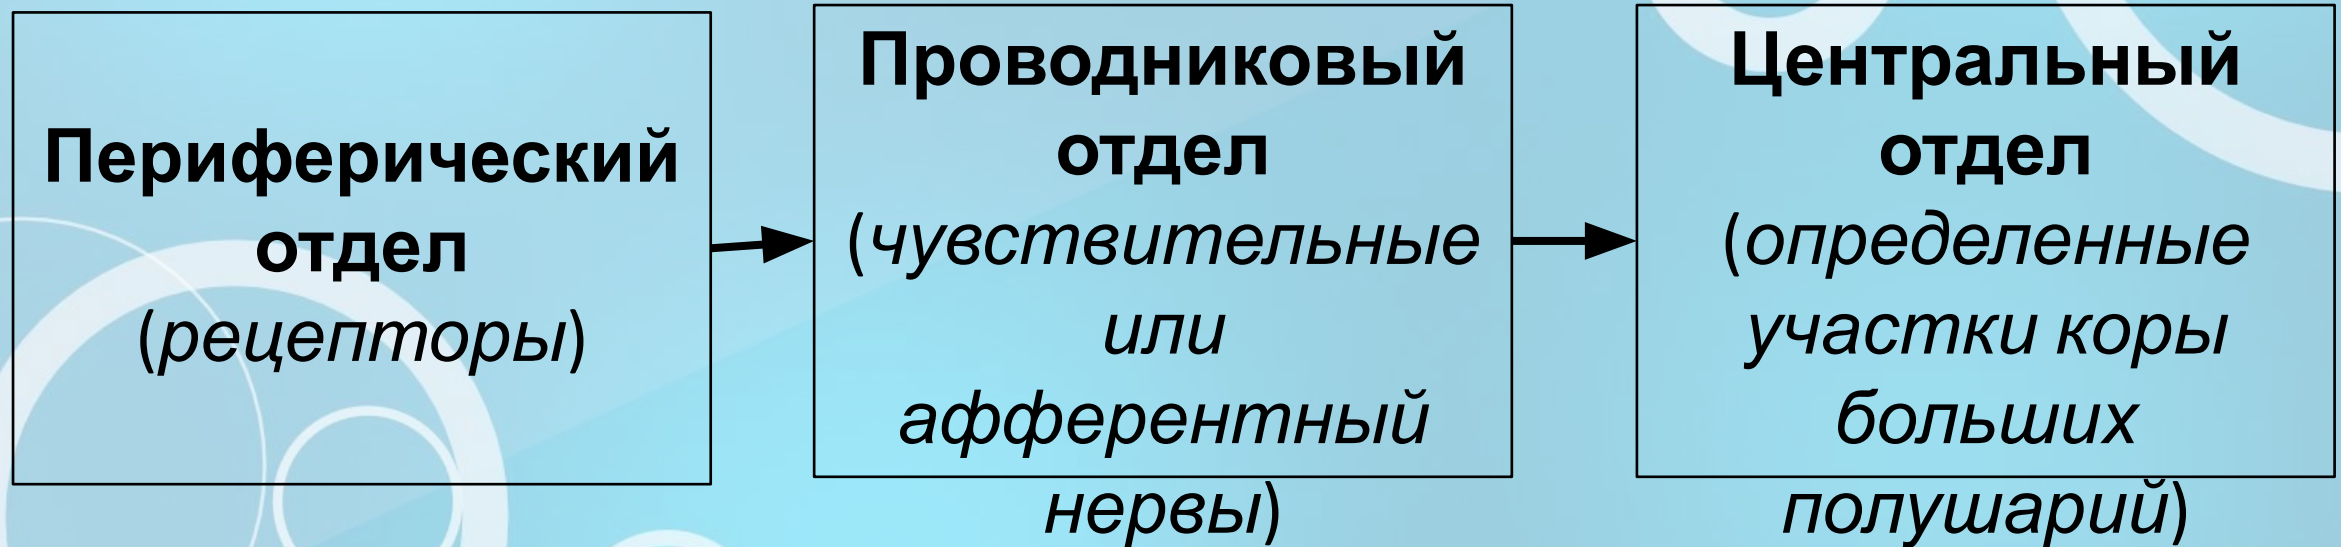 Периферический
отдел
(рецепторы)
Проводниковый
отдел
(чувствительные
или
афферентный
нервы)
Центральный
отдел
(определенные
участки коры
больших
полушарий)